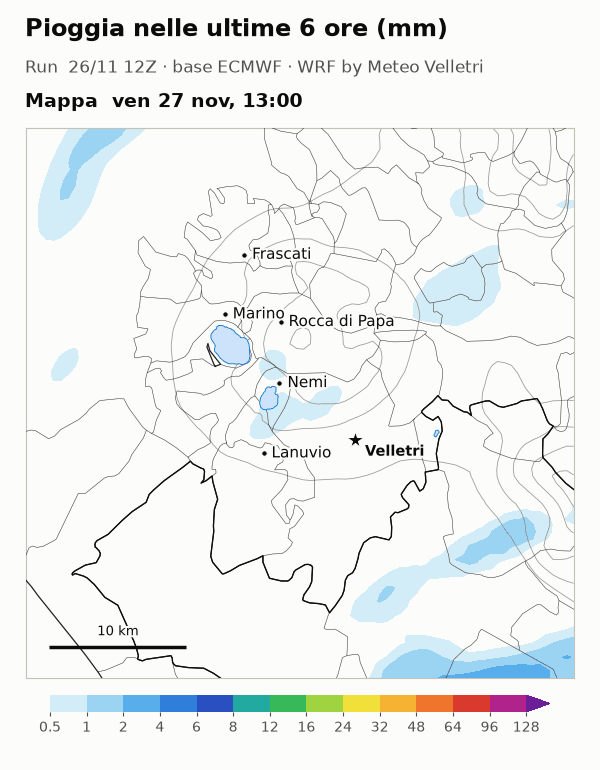 Pioggia nelle ultime 6 ore (mm)
Run  26/11 12Z · base ECMWF · WRF by Meteo Velletri
Mappa  ven 27 nov, 13:00
Frascati
Marino
Rocca di Papa
Nemi
Velletri
Lanuvio
10 km
0.5 1 2 4 6 8 12 16 24 32 48 64 96 128